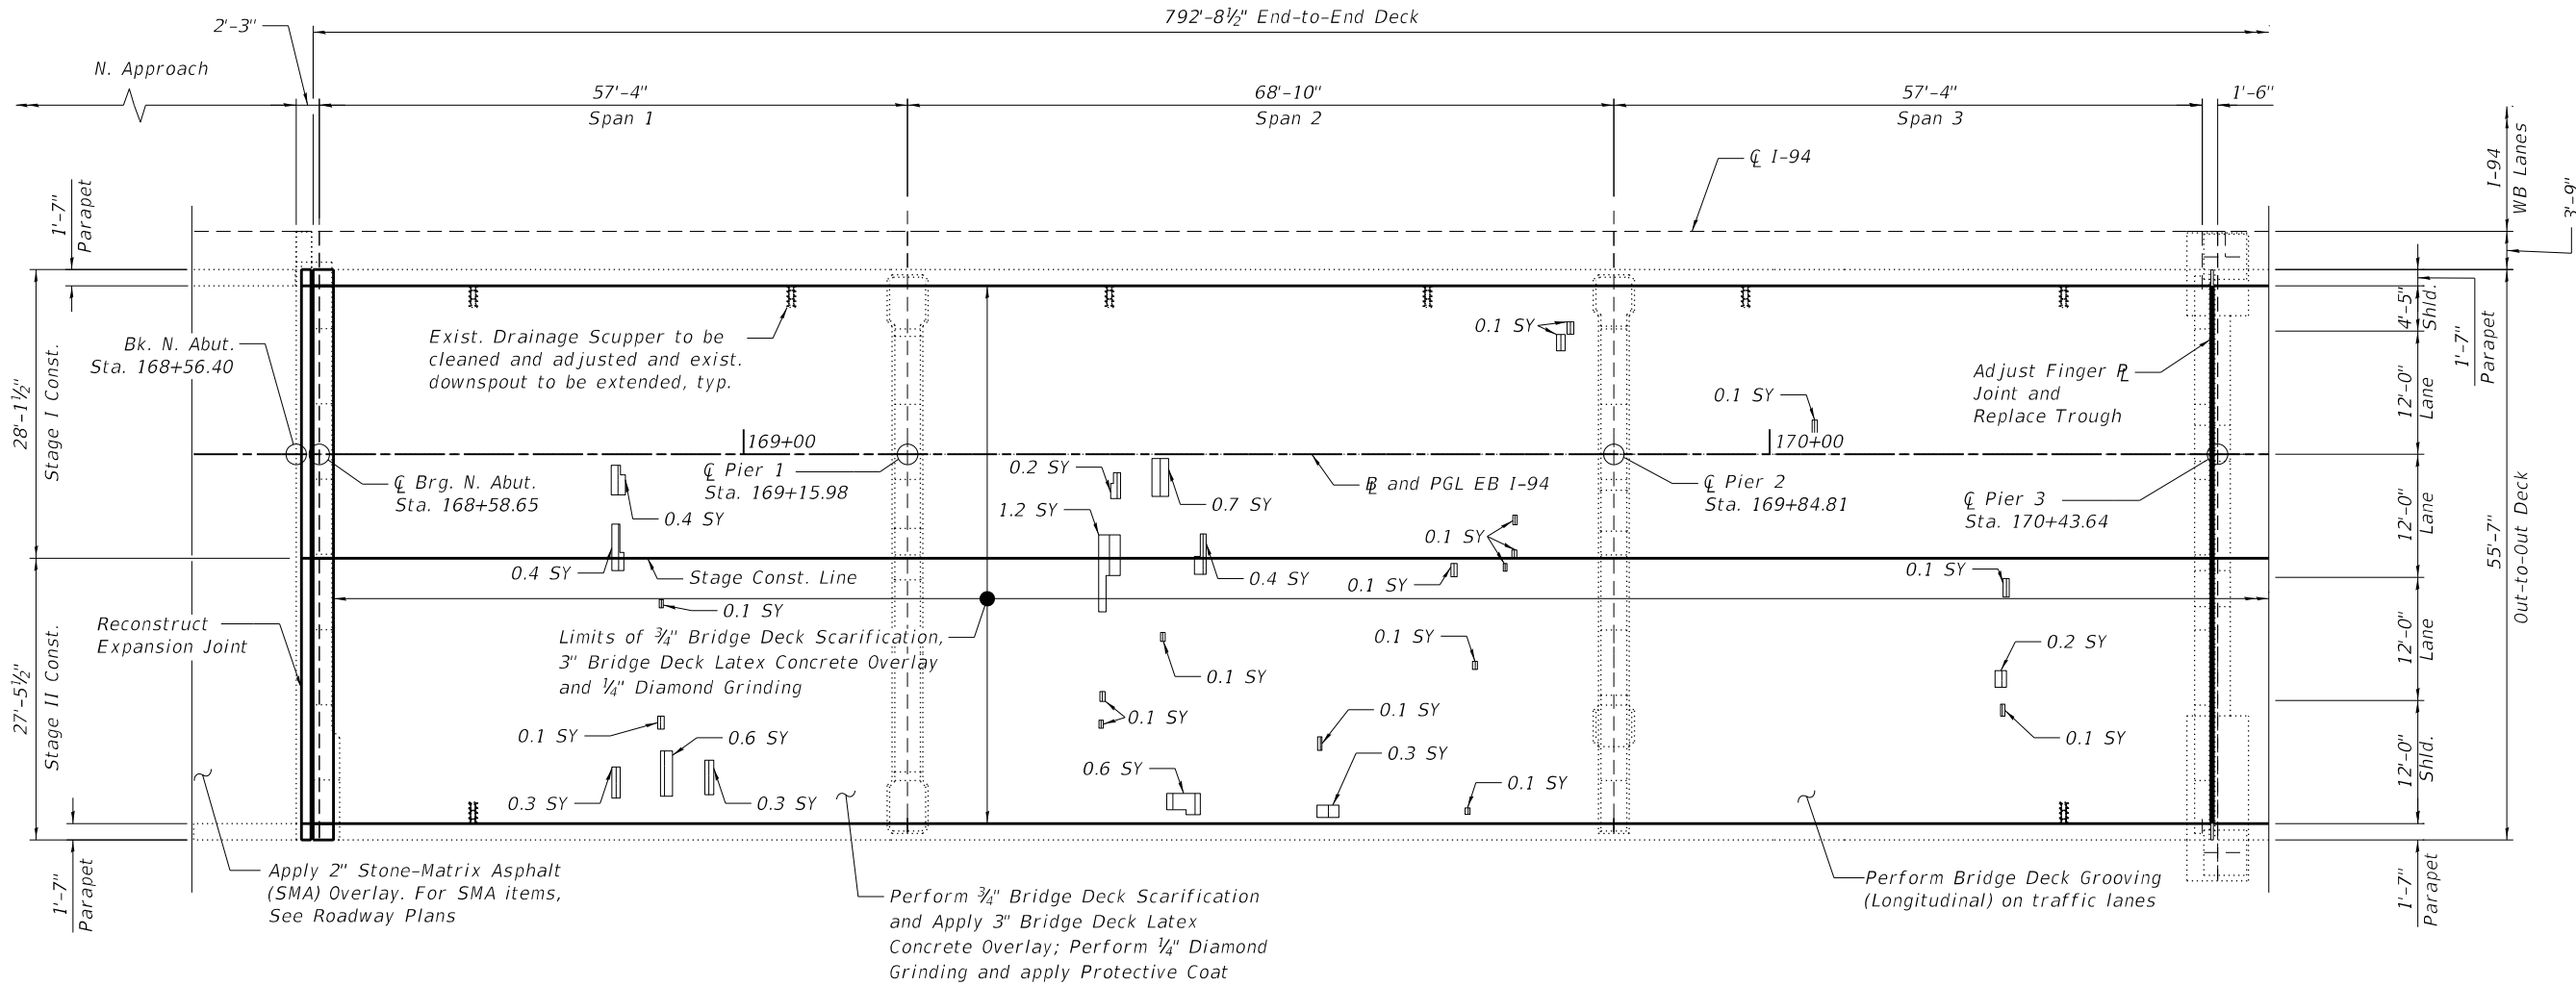 792'-8½" End-to-End Deck
2'-3"
N. Approach
57'-4"
Span 1
68'-10"
Span 2
57'-4"
Span 3
1'-6"
℄ I-94
I-94
WB Lanes
3'-9"
1'-7"
Parapet
28'-1½"
Stage I Const.
27'-5½"
Stage II Const.
1'-7"
Parapet
Bk. N. Abut.
Sta. 168+56.40
Exist. Drainage Scupper to be
cleaned and adjusted and exist.
downspout to be extended, typ.
0.1 SY
0.1 SY
Adjust Finger ⅊
Joint and
Replace Trough
4'-5"
Shld.
1'-7"
Parapet
12'-0"
Lane
12'-0"
Lane
12'-0"
Lane
12'-0"
Shld.
1'-7"
Parapet
55'-7"
Out-to-Out Deck
169+00
170+00
℄ Brg. N. Abut.
Sta. 168+58.65
℄ Pier 1
Sta. 169+15.98
B̲L and PGL EB I-94
℄ Pier 2
Sta. 169+84.81
℄ Pier 3
Sta. 170+43.64
0.4 SY
0.2 SY
0.7 SY
1.2 SY
0.1 SY
0.4 SY
Stage Const. Line
0.4 SY
0.1 SY
0.1 SY
0.1 SY
Reconstruct
Expansion Joint
Limits of ¾" Bridge Deck Scarification,
3" Bridge Deck Latex Concrete Overlay
and ¼" Diamond Grinding
0.1 SY
0.1 SY
0.2 SY
0.1 SY
0.1 SY
0.1 SY
0.1 SY
0.6 SY
0.3 SY
0.3 SY
0.6 SY
0.3 SY
0.1 SY
Apply 2" Stone-Matrix Asphalt
(SMA) Overlay. For SMA items,
See Roadway Plans
Perform ¾" Bridge Deck Scarification
and Apply 3" Bridge Deck Latex
Concrete Overlay; Perform ¼" Diamond
Grinding and apply Protective Coat
Perform Bridge Deck Grooving
(Longitudinal) on traffic lanes